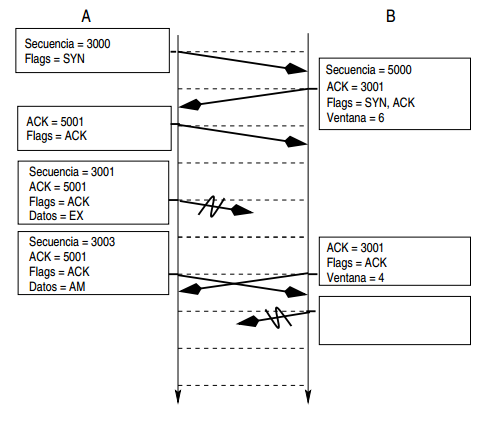 A
B
Secuencia = 3000
Flags = SYN
Secuencia = 5000
ACK = 3001
Flags = SYN, ACK
Ventana = 6
ACK = 5001
Flags = ACK
Secuencia = 3001
ACK = 5001
Flags = ACK
Datos = EX
Secuencia = 3003
ACK = 5001
Flags = ACK
Datos = AM
ACK = 3001
Flags = ACK
Ventana = 4